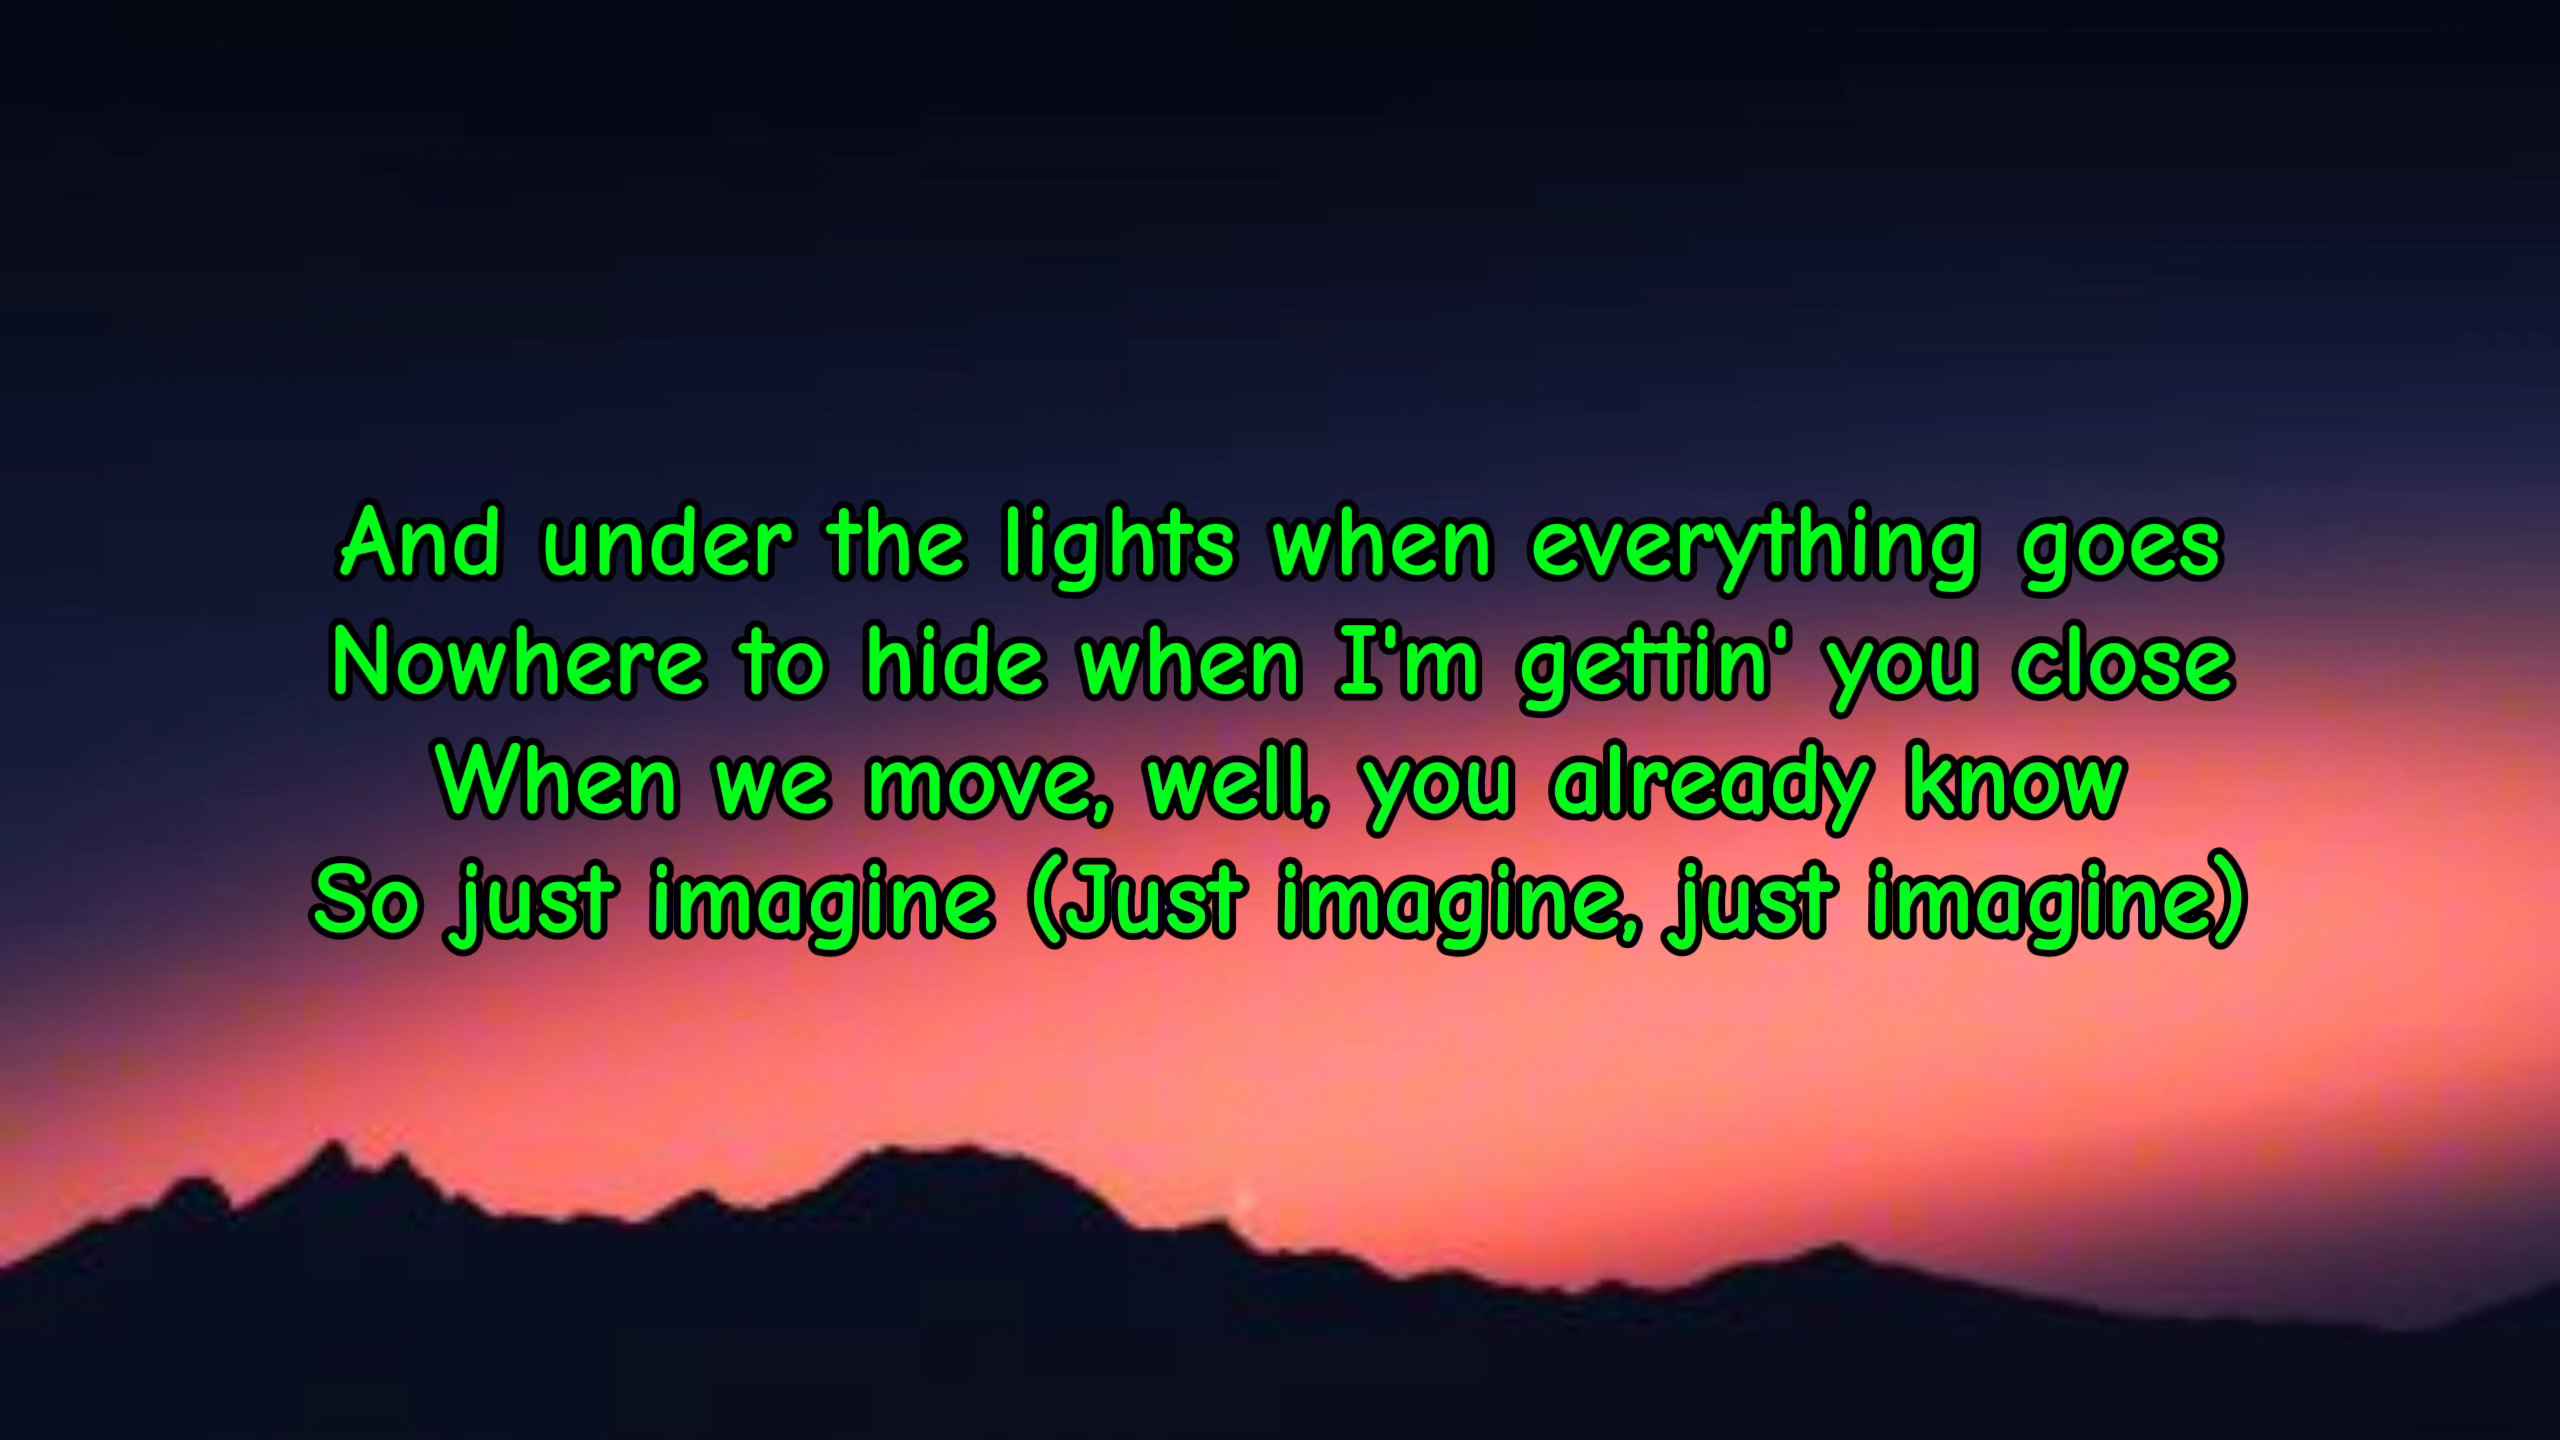 And under the lights when everything goes
Nowhere to hide when I'm gettin' you close
When we move, well, you already know
So just imagine (Just imagine, just imagine)